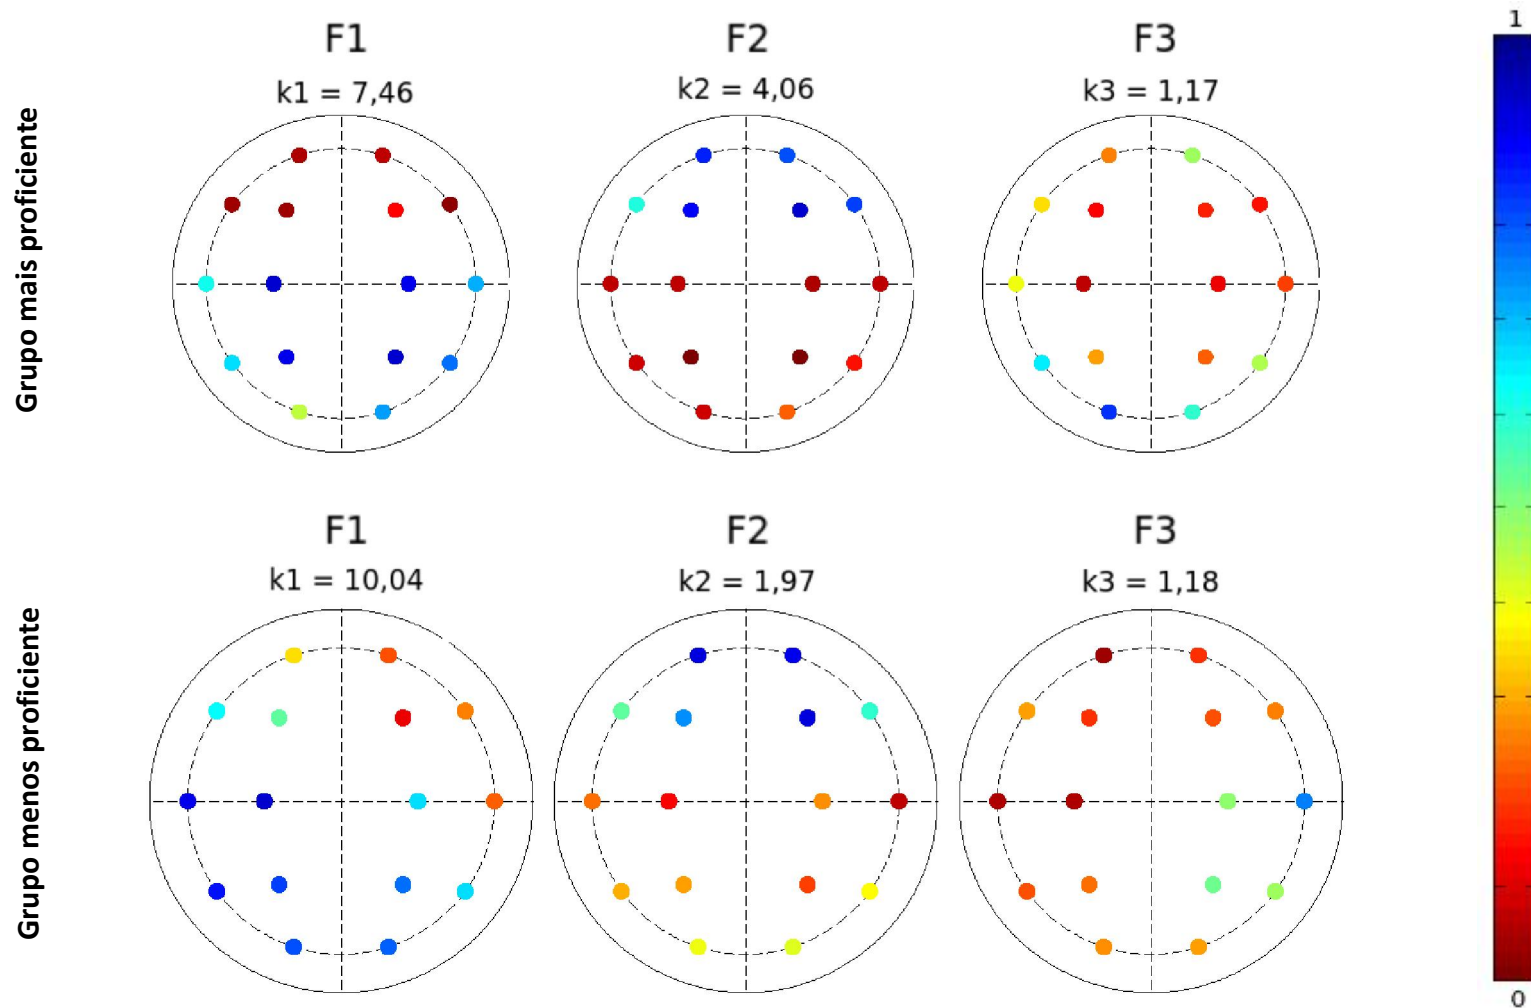 F1 F2 F3
k1 = 7,46 k2 = 4,06 k3 = 1,17
1
Grupo mais proficiente
F1 F2 F3
k1 = 10,04 k2 = 1,97 k3 = 1,18
Grupo menos proficiente
0